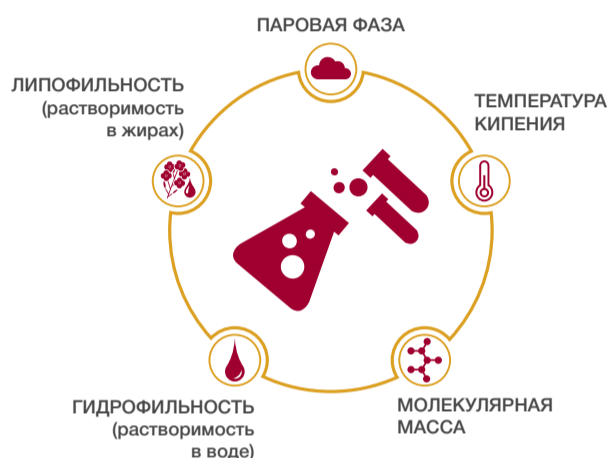 ПАРОВАЯ ФАЗА
ЛИПОФИЛЬНОСТЬ
(растворимость
в жирах)
ТЕМПЕРАТУРА
КИПЕНИЯ
ГИДРОФИЛЬНОСТЬ
(растворимость
в воде)
МОЛЕКУЛЯРНАЯ
МАССА